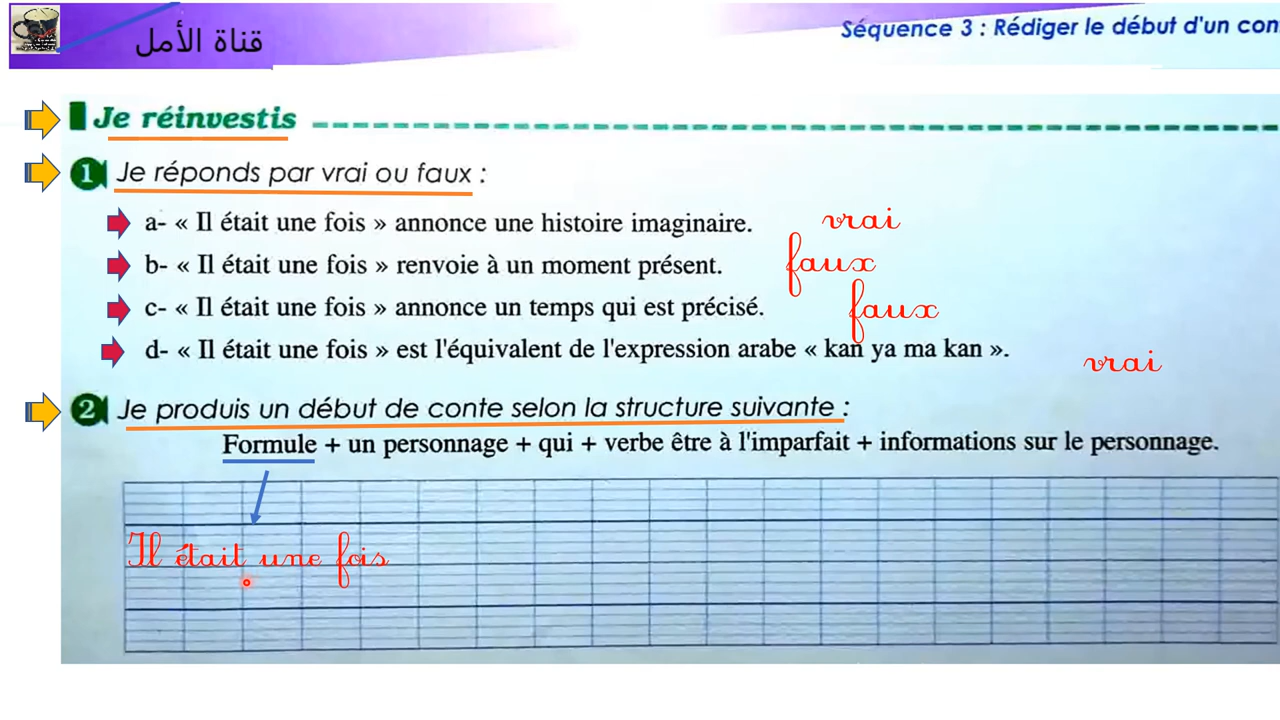 قناة الأمل
Séquence 3 : Rédiger le début d'un con
Je réinvestis
1 Je réponds par vrai ou faux :
a- « Il était une fois » annonce une histoire imaginaire. vrai
b- « Il était une fois » renvoie à un moment présent. faux
c- « Il était une fois » annonce un temps qui est précisé. faux
d- « Il était une fois » est l'équivalent de l'expression arabe « kan ya ma kan ». vrai
2 Je produis un début de conte selon la structure suivante :
Formule + un personnage + qui + verbe être à l'imparfait + informations sur le personnage.
Il était une fois